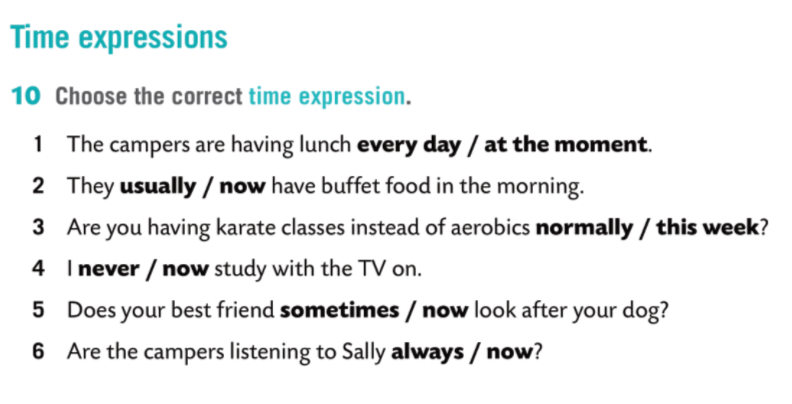 Time expressions
10 Choose the correct time expression.
1 The campers are having lunch every day / at the moment.
2 They usually / now have buffet food in the morning.
3 Are you having karate classes instead of aerobics normally / this week?
4 I never / now study with the TV on.
5 Does your best friend sometimes / now look after your dog?
6 Are the campers listening to Sally always / now?